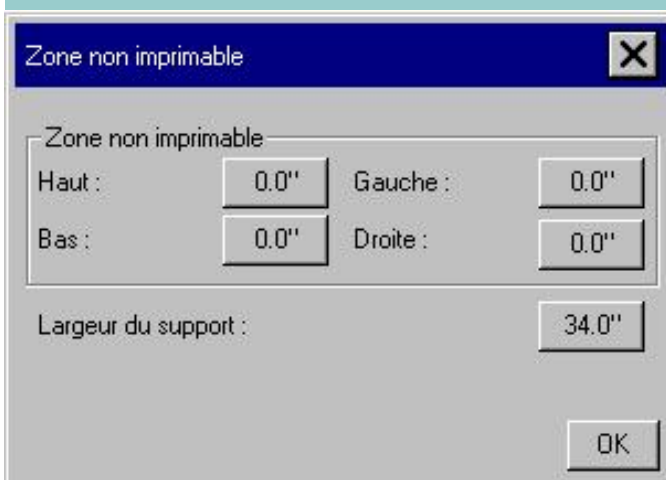 Zone non imprimable
Zone non imprimable
Haut : 0.0" Gauche : 0.0"
Bas : 0.0" Droite : 0.0"
Largeur du support : 34.0"
OK